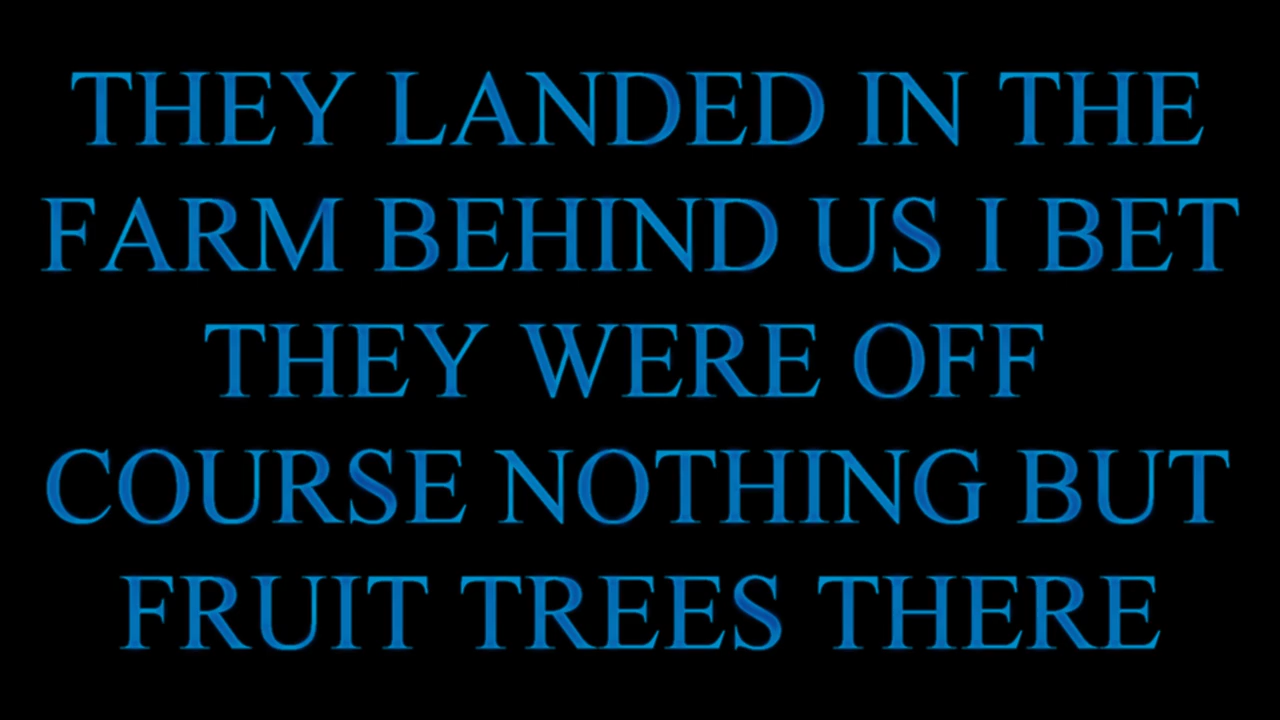 THEY LANDED IN THE
FARM BEHIND US I BET
THEY WERE OFF
COURSE NOTHING BUT
FRUIT TREES THERE